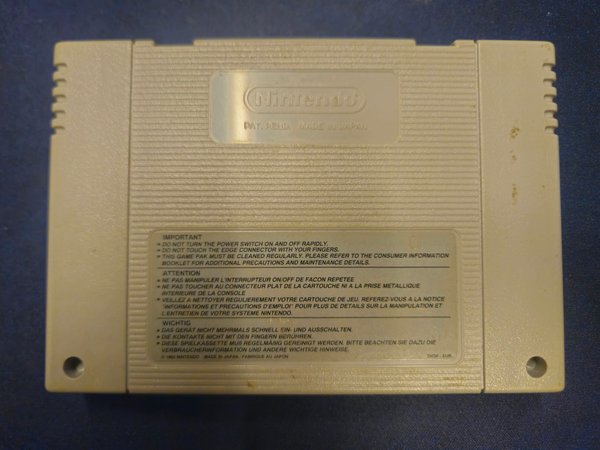 Nintendo
PAT. PEND. MADE IN JAPAN
IMPORTANT
DO NOT TURN THE POWER SWITCH ON AND OFF RAPIDLY.
DO NOT TOUCH THE EDGE CONNECTOR WITH YOUR FINGERS.
THIS GAME PAK MUST BE CLEANED REGULARLY. PLEASE REFER TO THE CONSUMER INFORMATION
BOOKLET FOR ADDITIONAL PRECAUTIONS AND MAINTENANCE DETAILS.
ATTENTION
NE PAS MANIPULER L'INTERRUPTEUR ON/OFF DE FACON REPETEE
NE PAS TOUCHER AU CONNECTEUR PLAT DE LA CARTOUCHE NI A LA PRISE METALLIQUE
INTERIEURE DE LA CONSOLE
VEILLEZ A NETTOYER REGULIEREMENT VOTRE CARTOUCHE DE JEU. REFEREZ-VOUS A LA NOTICE
"INFORMATIONS ET PRECAUTIONS D'EMPLOI" POUR PLUS DE DETAILS SUR LA MANIPULATION ET
L'ENTRETIEN DE VOTRE SYSTEME NINTENDO.
WICHTIG
DAS GERÄT NICHT MEHRMALS SCHNELL EIN- UND AUSSCHALTEN.
DIE KONTAKTE NICHT MIT DEN FINGERN BERÜHREN.
DIESE SPIELKASSETTE MUß REGELMÄßIG GEREINIGT WERDEN. BITTE BEACHTEN SIE DAZU DIE
VERBRAUCHERINFORMATION UND ANDERE WICHTIGE HINWEISE.
© 1992 NINTENDO MADE IN JAPAN, FABRIQUE AU JAPON